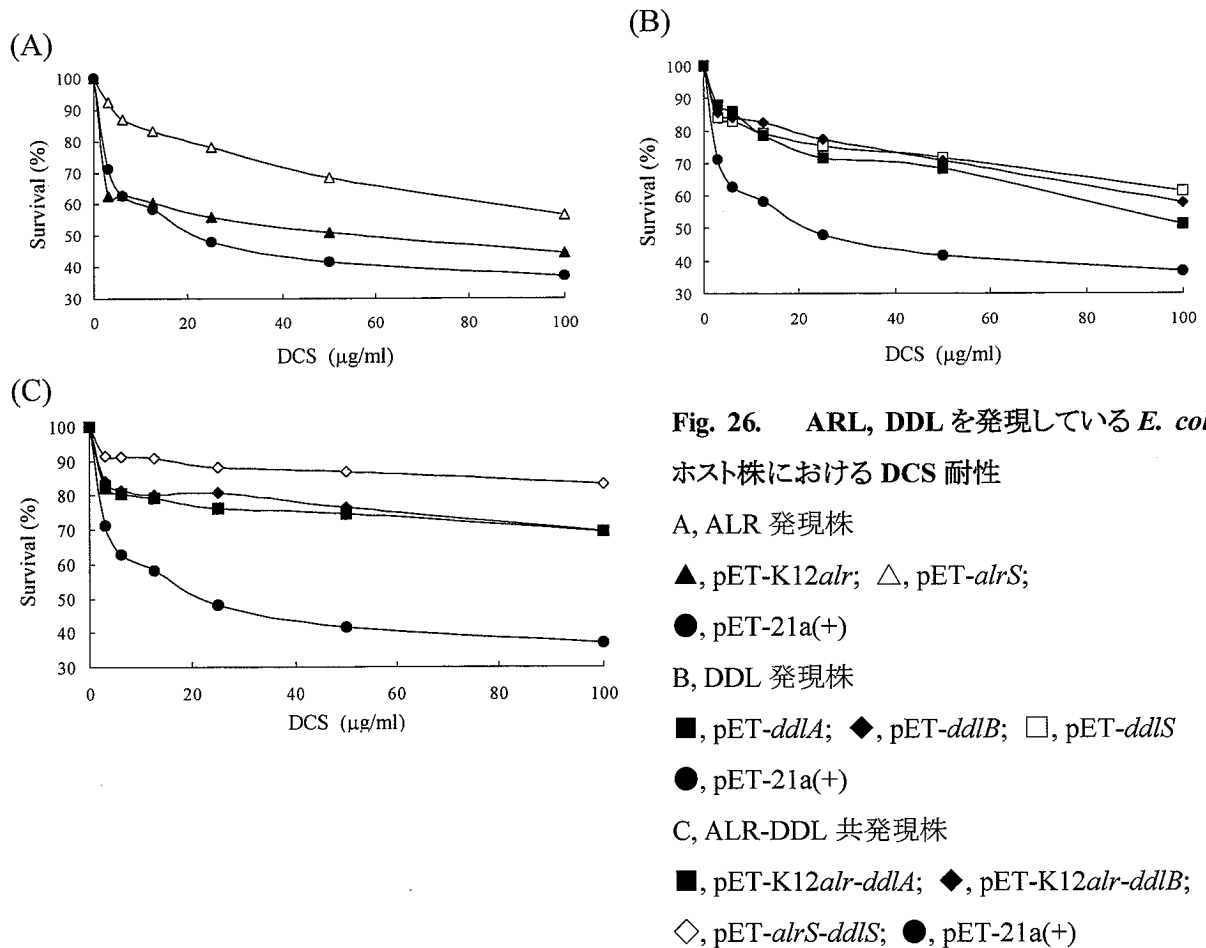 (A)
100
90
80
70
60
50
40
30
Survival (%)
0 20 40 60 80 100
DCS (μg/ml)
(B)
100
90
80
70
60
50
40
30
Survival (%)
0 20 40 60 80 100
DCS (μg/ml)
(C)
100
90
80
70
60
50
40
30
Survival (%)
0 20 40 60 80 100
DCS (μg/ml)
Fig. 26. ARL, DDL を発現している E. col
ホスト株における DCS 耐性
A, ALR 発現株
▲, pET-K12alr; △, pET-alrS;
●, pET-21a(+)
B, DDL 発現株
■, pET-ddlA; ◆, pET-ddlB; □, pET-ddlS
●, pET-21a(+)
C, ALR-DDL 共発現株
■, pET-K12alr-ddlA; ◆, pET-K12alr-ddlB;
◇, pET-alrS-ddlS; ●, pET-21a(+)